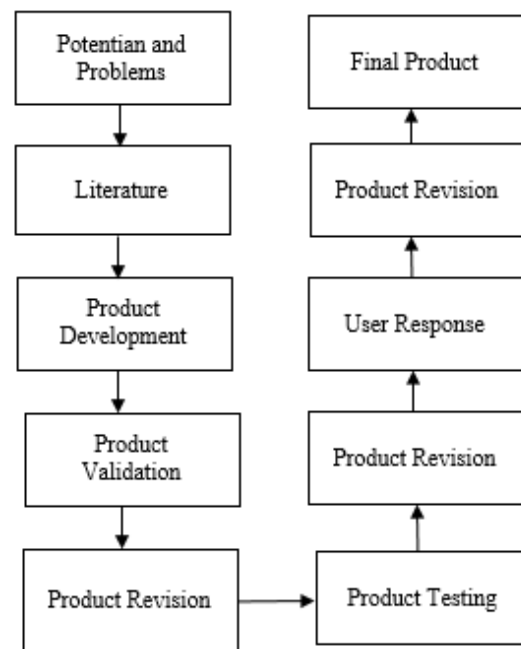 Potentian and
Problems
Literature
Product
Development
Product
Validation
Product Revision
Product Testing
Product Revision
User Response
Product Revision
Final Product